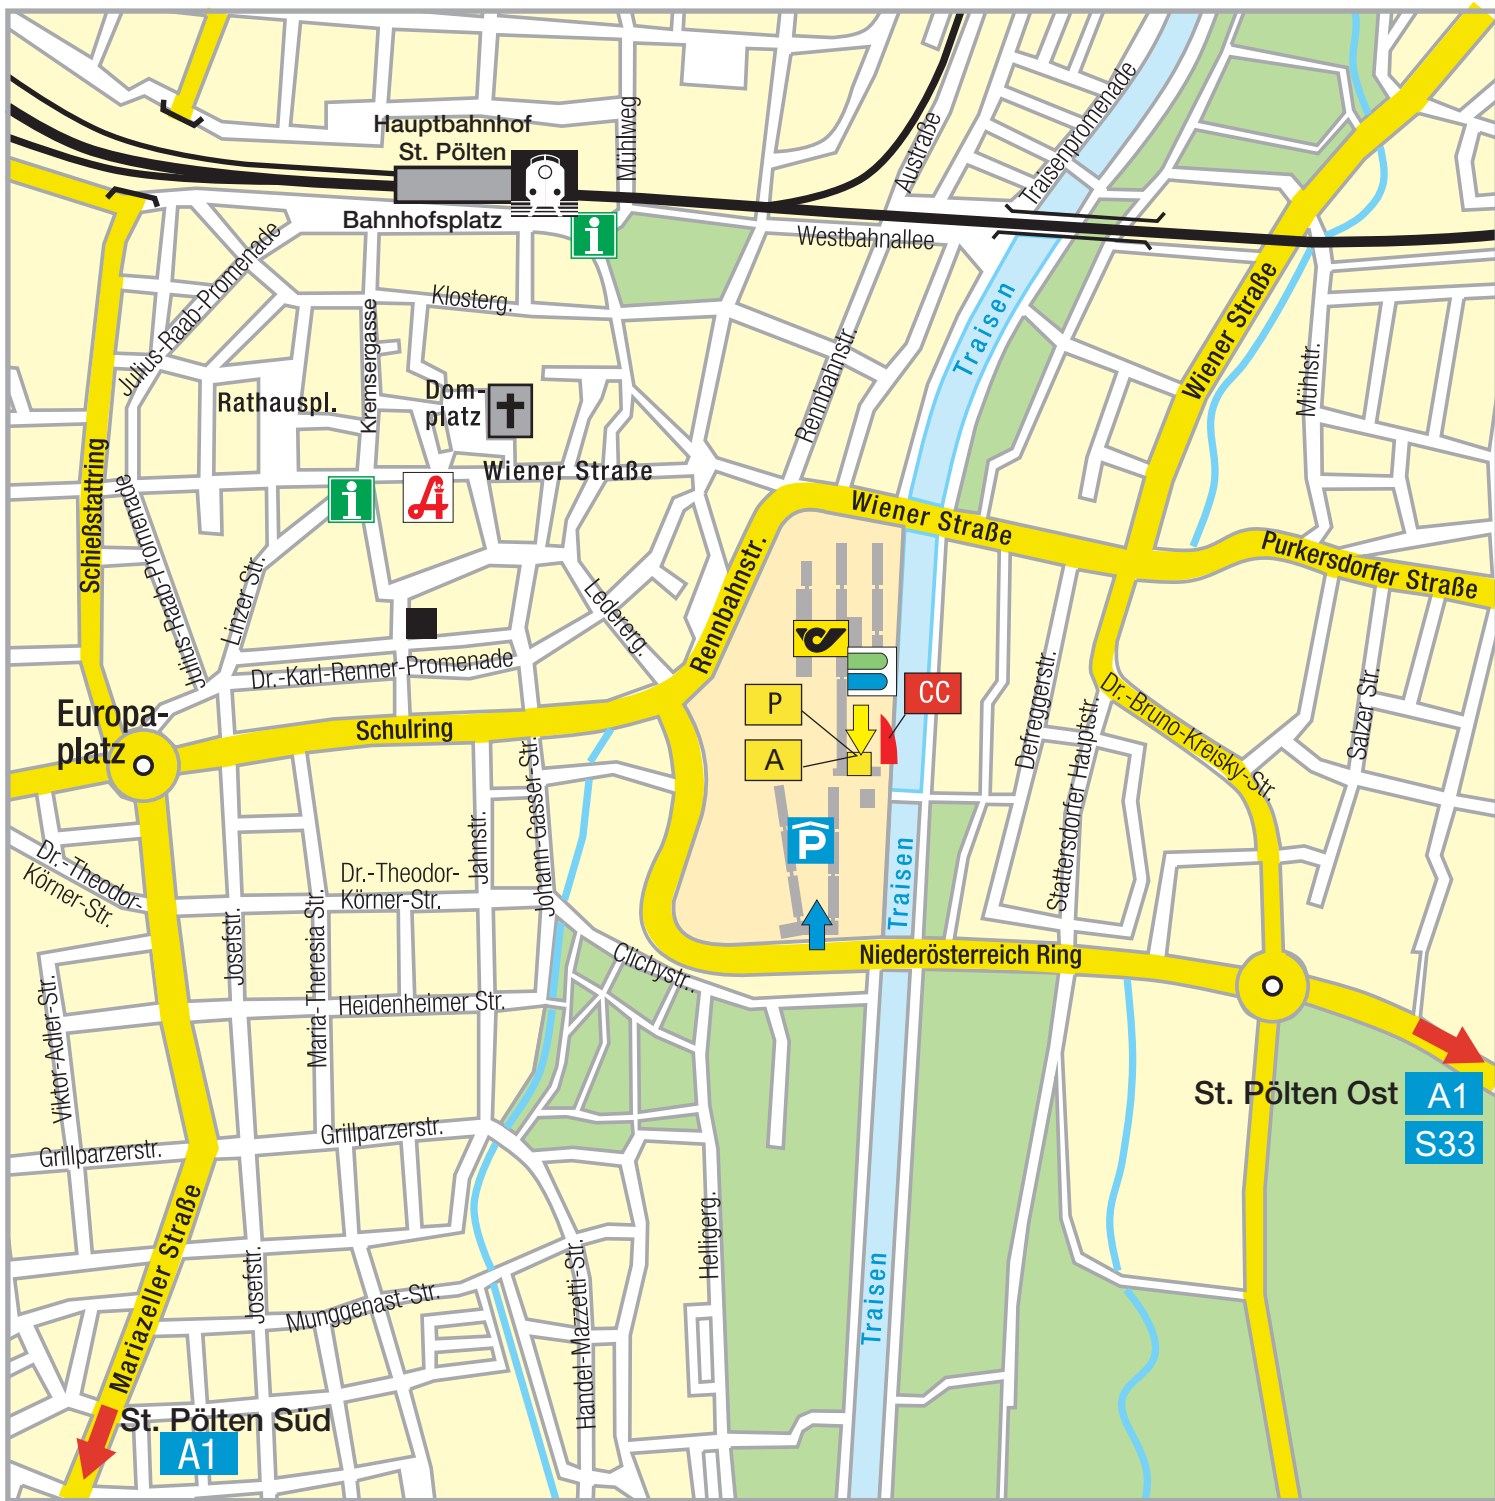 Hauptbahnhof
St. Pölten
Mühlweg
Austraße
Traisenpromenade
Bahnhofsplatz
i
Westbahnallee
Julius-Raab-Promenade
Klosterg.
Kremsergasse
Traisen
Wiener Straße
Rennbahnstr.
Mühlstr.
Rathauspl.
Dom-
platz
Wiener Straße
Schießstattring
Julius-Raab-Promenade
i
A
Wiener Straße
Purkersdorfer Straße
Linzer Str.
Ledererg.
Rennbahnstr.
Dr.-Karl-Renner-Promenade
Defreggerstr.
Stattersdorfer Hauptstr.
Dr.-Bruno-Kreisky-Str.
Salzer Str.
P
CC
A
Europa-
platz
Schulring
Johann-Gasser-Str.
Jahnstr.
P
Traisen
Dr.-Theodor-
Körner-Str.
Dr.-Theodor-
Körner-Str.
Josefstr.
Maria-Theresia Str.
Clichystr..
Niederösterreich Ring
Viktor-Adler-Str.
Heidenheimer Str.
St. Pölten Ost
A1
S33
Grillparzerstr.
Grillparzerstr.
Mariazeller Straße
Josefstr.
Munggenast-Str.
Handel-Mazzetti-Str.
Helligerg.
Traisen
St. Pölten Süd
A1